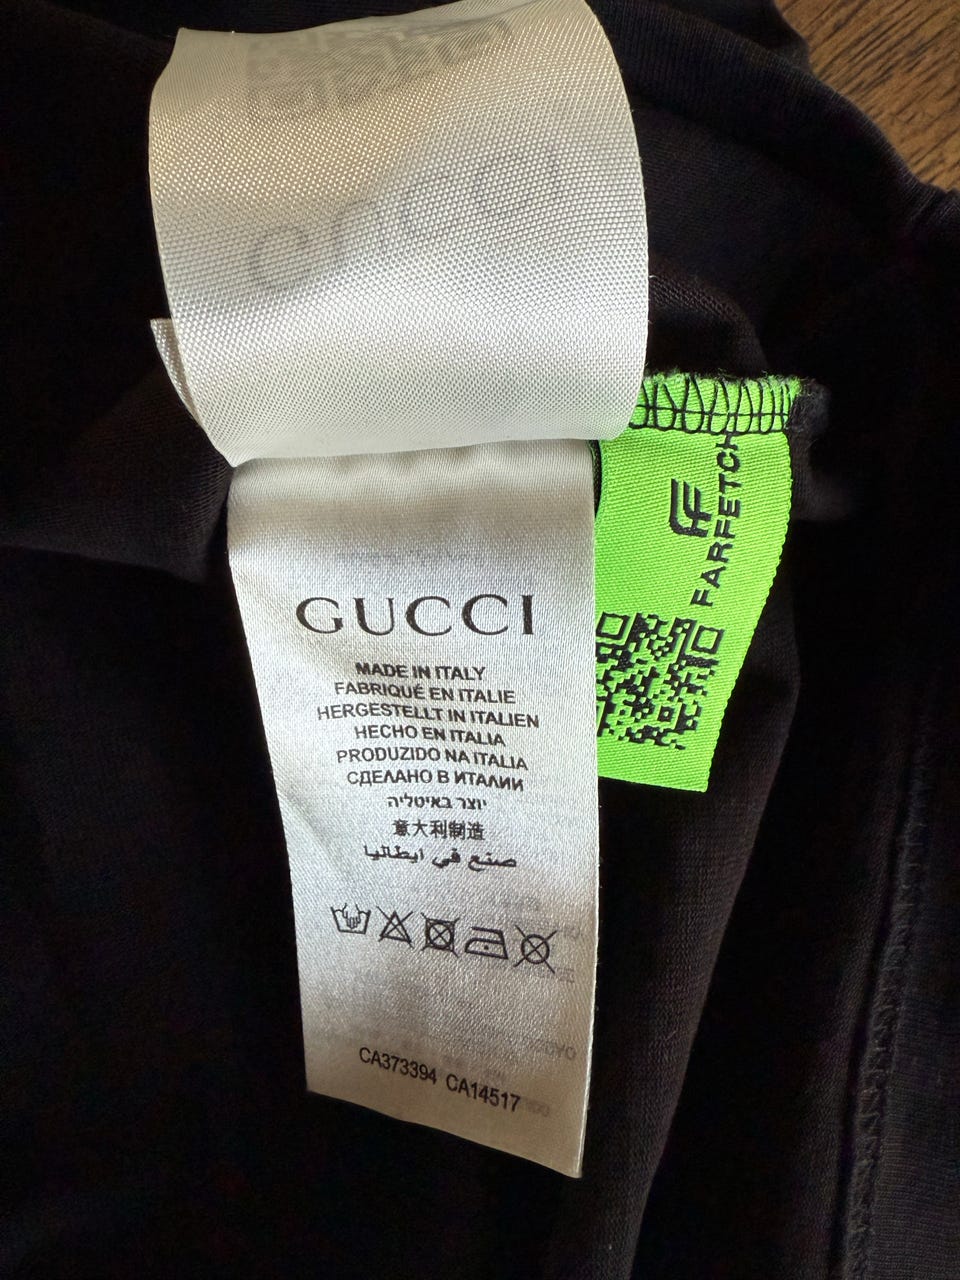 GUCCI
MADE IN ITALY
FABRIQUÉ EN ITALIE
HERGESTELLT IN ITALIEN
HECHO EN ITALIA
PRODUZIDO NA ITALIA
СДЕЛАНО В ИТАЛИИ
יוצר באיטליה
意大利制造
صنع في ايطاليا
CA373394 CA14517
FARFETCH